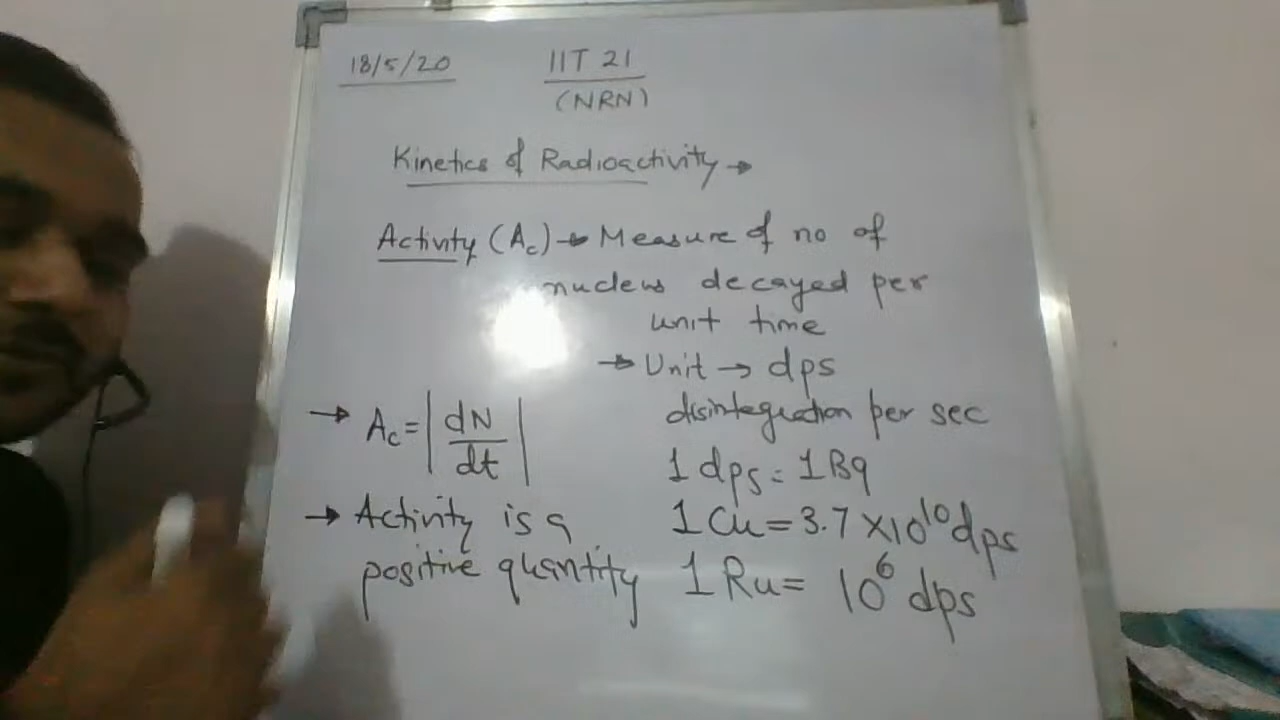 18/5/20 IIT 21
(NRN)
Kinetics of Radioactivity →
Activity (Ac) → Measure of no of
nucleus decayed per
unit time
→ Unit → dps
disintegration per sec
→ Ac = |dN/dt|
1 dps = 1 Bq
→ Activity is a
positive quantity
1 Cu = 3.7 × 10^10 dps
1 Ru = 10^6 dps